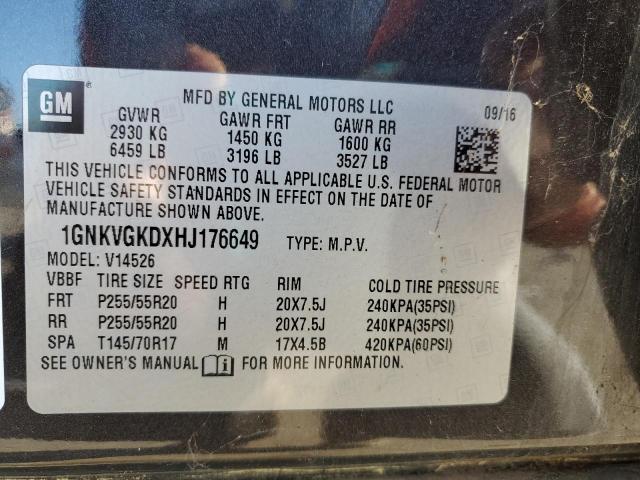 GM ®
MFD BY GENERAL MOTORS LLC 09/16
GVWR GAWR FRT GAWR RR
2930 KG 1450 KG 1600 KG
6459 LB 3196 LB 3527 LB
THIS VEHICLE CONFORMS TO ALL APPLICABLE U.S. FEDERAL MOTOR
VEHICLE SAFETY STANDARDS IN EFFECT ON THE DATE OF
MANUFACTURE SHOWN ABOVE.
1GNKVGKDXHJ176649 TYPE: M.P.V.
MODEL: V14526
VBBF TIRE SIZE SPEED RTG RIM COLD TIRE PRESSURE
FRT P255/55R20 H 20X7.5J 240KPA(35PSI)
RR P255/55R20 H 20X7.5J 240KPA(35PSI)
SPA T145/70R17 M 17X4.5B 420KPA(60PSI)
SEE OWNER'S MANUAL FOR MORE INFORMATION.